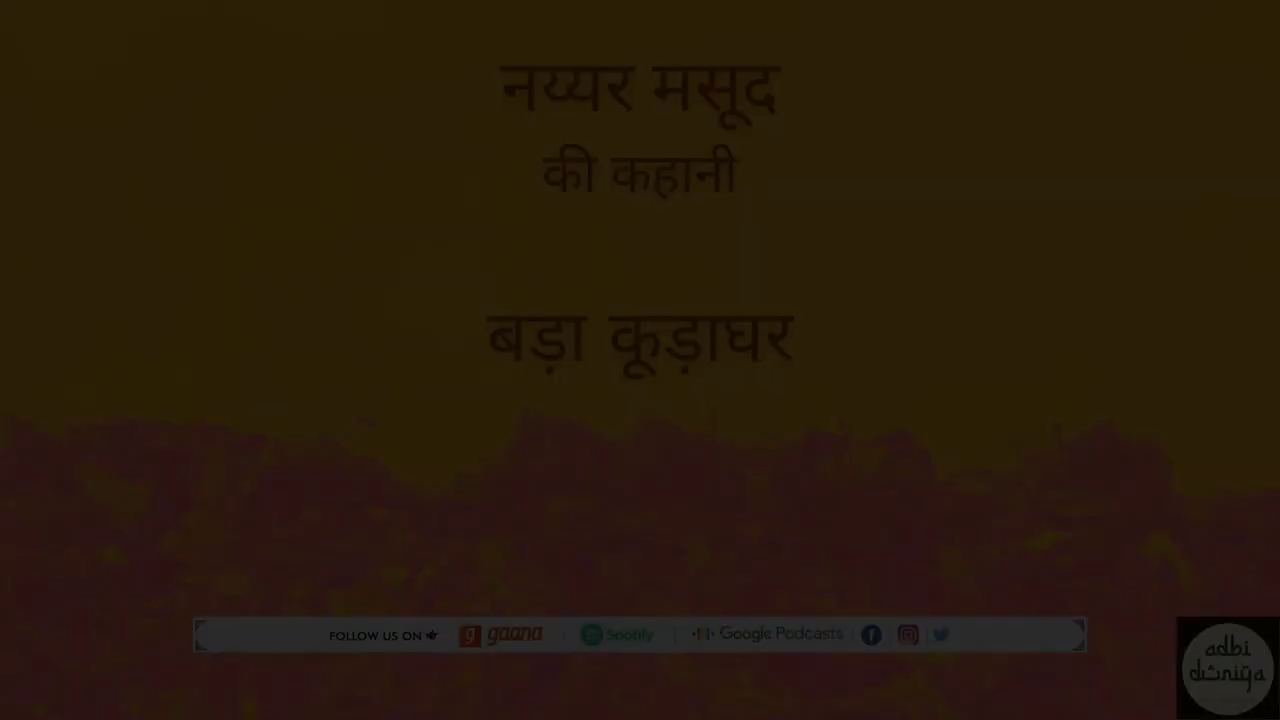 नय्यर मसूद
की कहानी
बड़ा कूड़ाघर
FOLLOW US ON gaana Spotify Google Podcasts
adbi
duniya